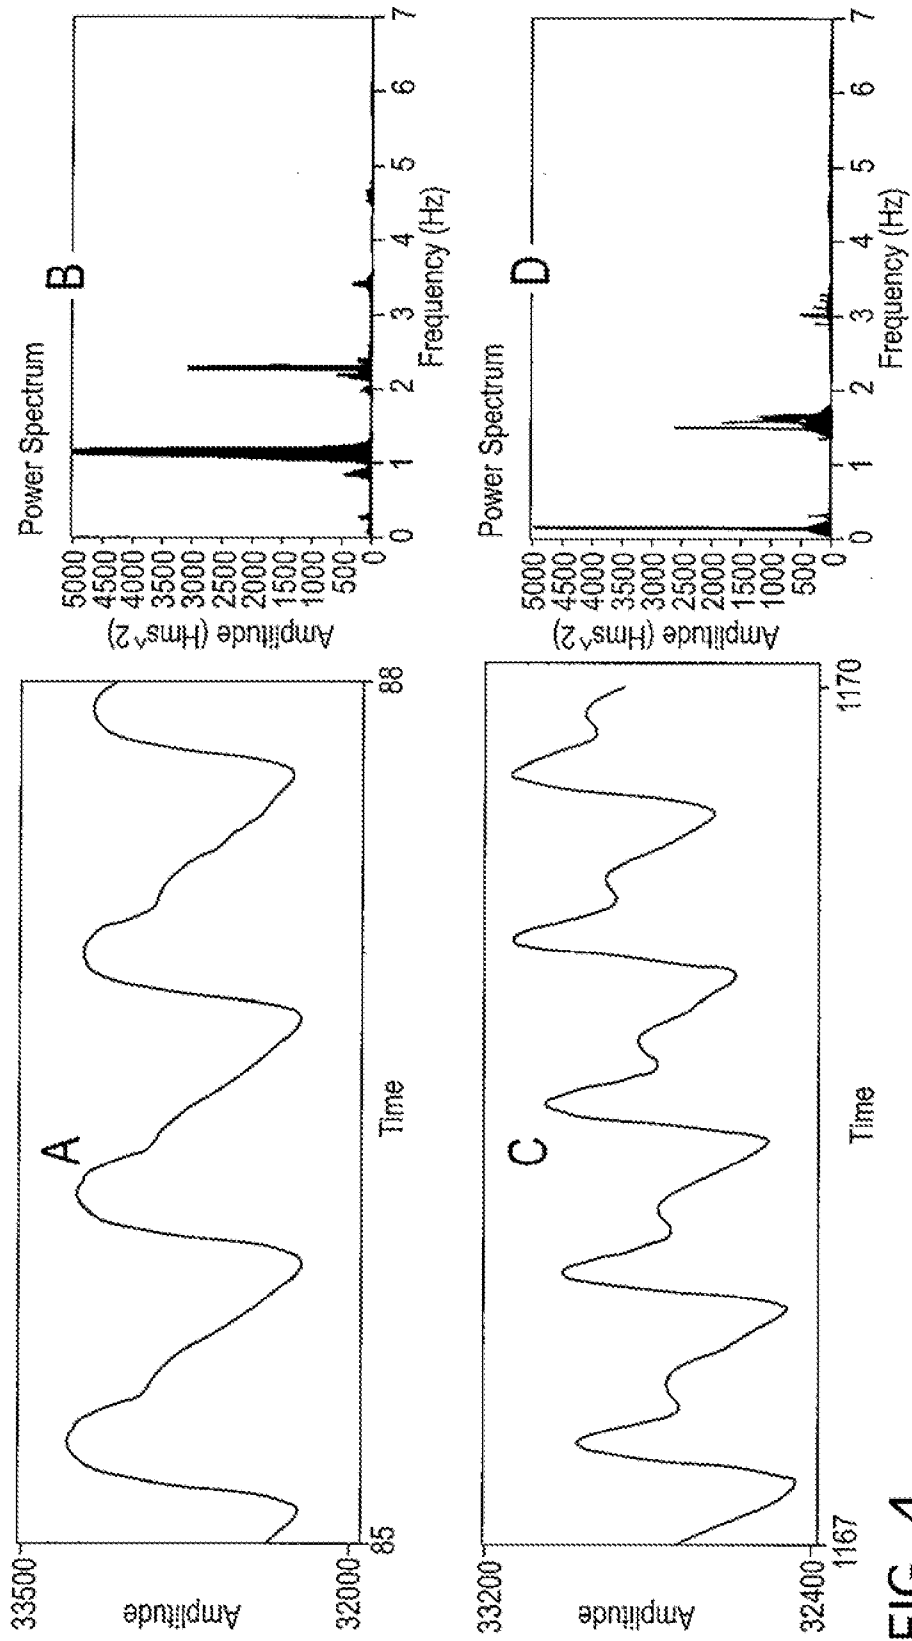 A
33500
Amplitude
32000
85
88
Time
Power Spectrum
B
5000
4500
4000
3500
3000
2500
2000
1500
1000
500
0
Amplitude (Hms^2)
0 1 2 3 4 5 6 7
Frequency (Hz)
C
33200
Amplitude
32400
1167
1170
Time
Power Spectrum
D
5000
4500
4000
3500
3000
2500
2000
1500
1000
500
0
Amplitude (Hms^2)
0 1 2 3 4 5 6 7
Frequency (Hz)
FIG. 4